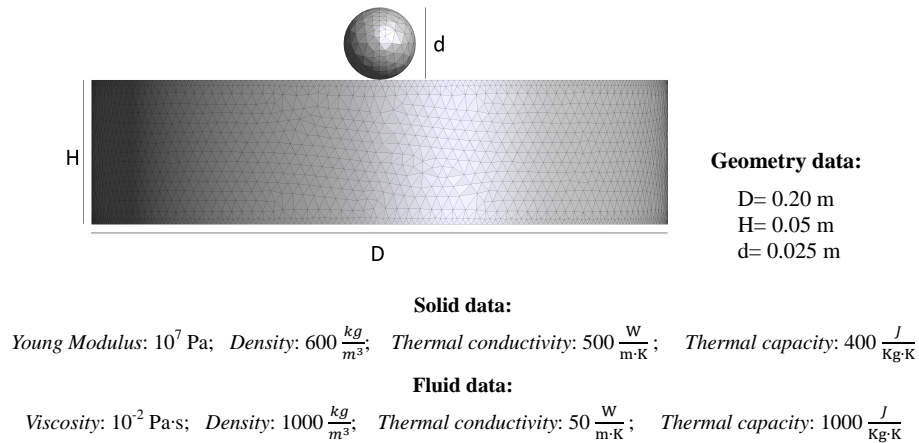 d
H
D
Geometry data:
D= 0.20 m
H= 0.05 m
d= 0.025 m
Solid data:
Young Modulus: 10⁷ Pa; Density: 600 kg/m³; Thermal conductivity: 500 W/m·K ; Thermal capacity: 400 J/Kg·K
Fluid data:
Viscosity: 10⁻² Pa·s; Density: 1000 kg/m³; Thermal conductivity: 50 W/m·K ; Thermal capacity: 1000 J/Kg·K